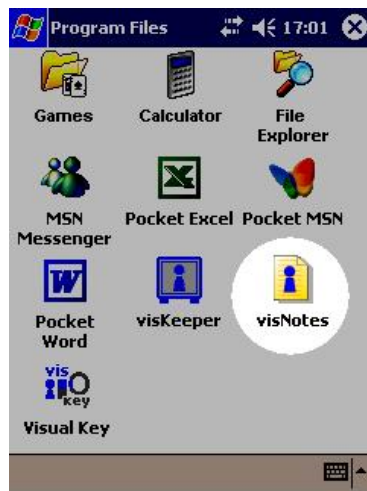 Program Files 17:01
Games Calculator File
Explorer
MSN
Messenger Pocket Excel Pocket MSN
Pocket
Word visKeeper visNotes
vis
key
Visual Key